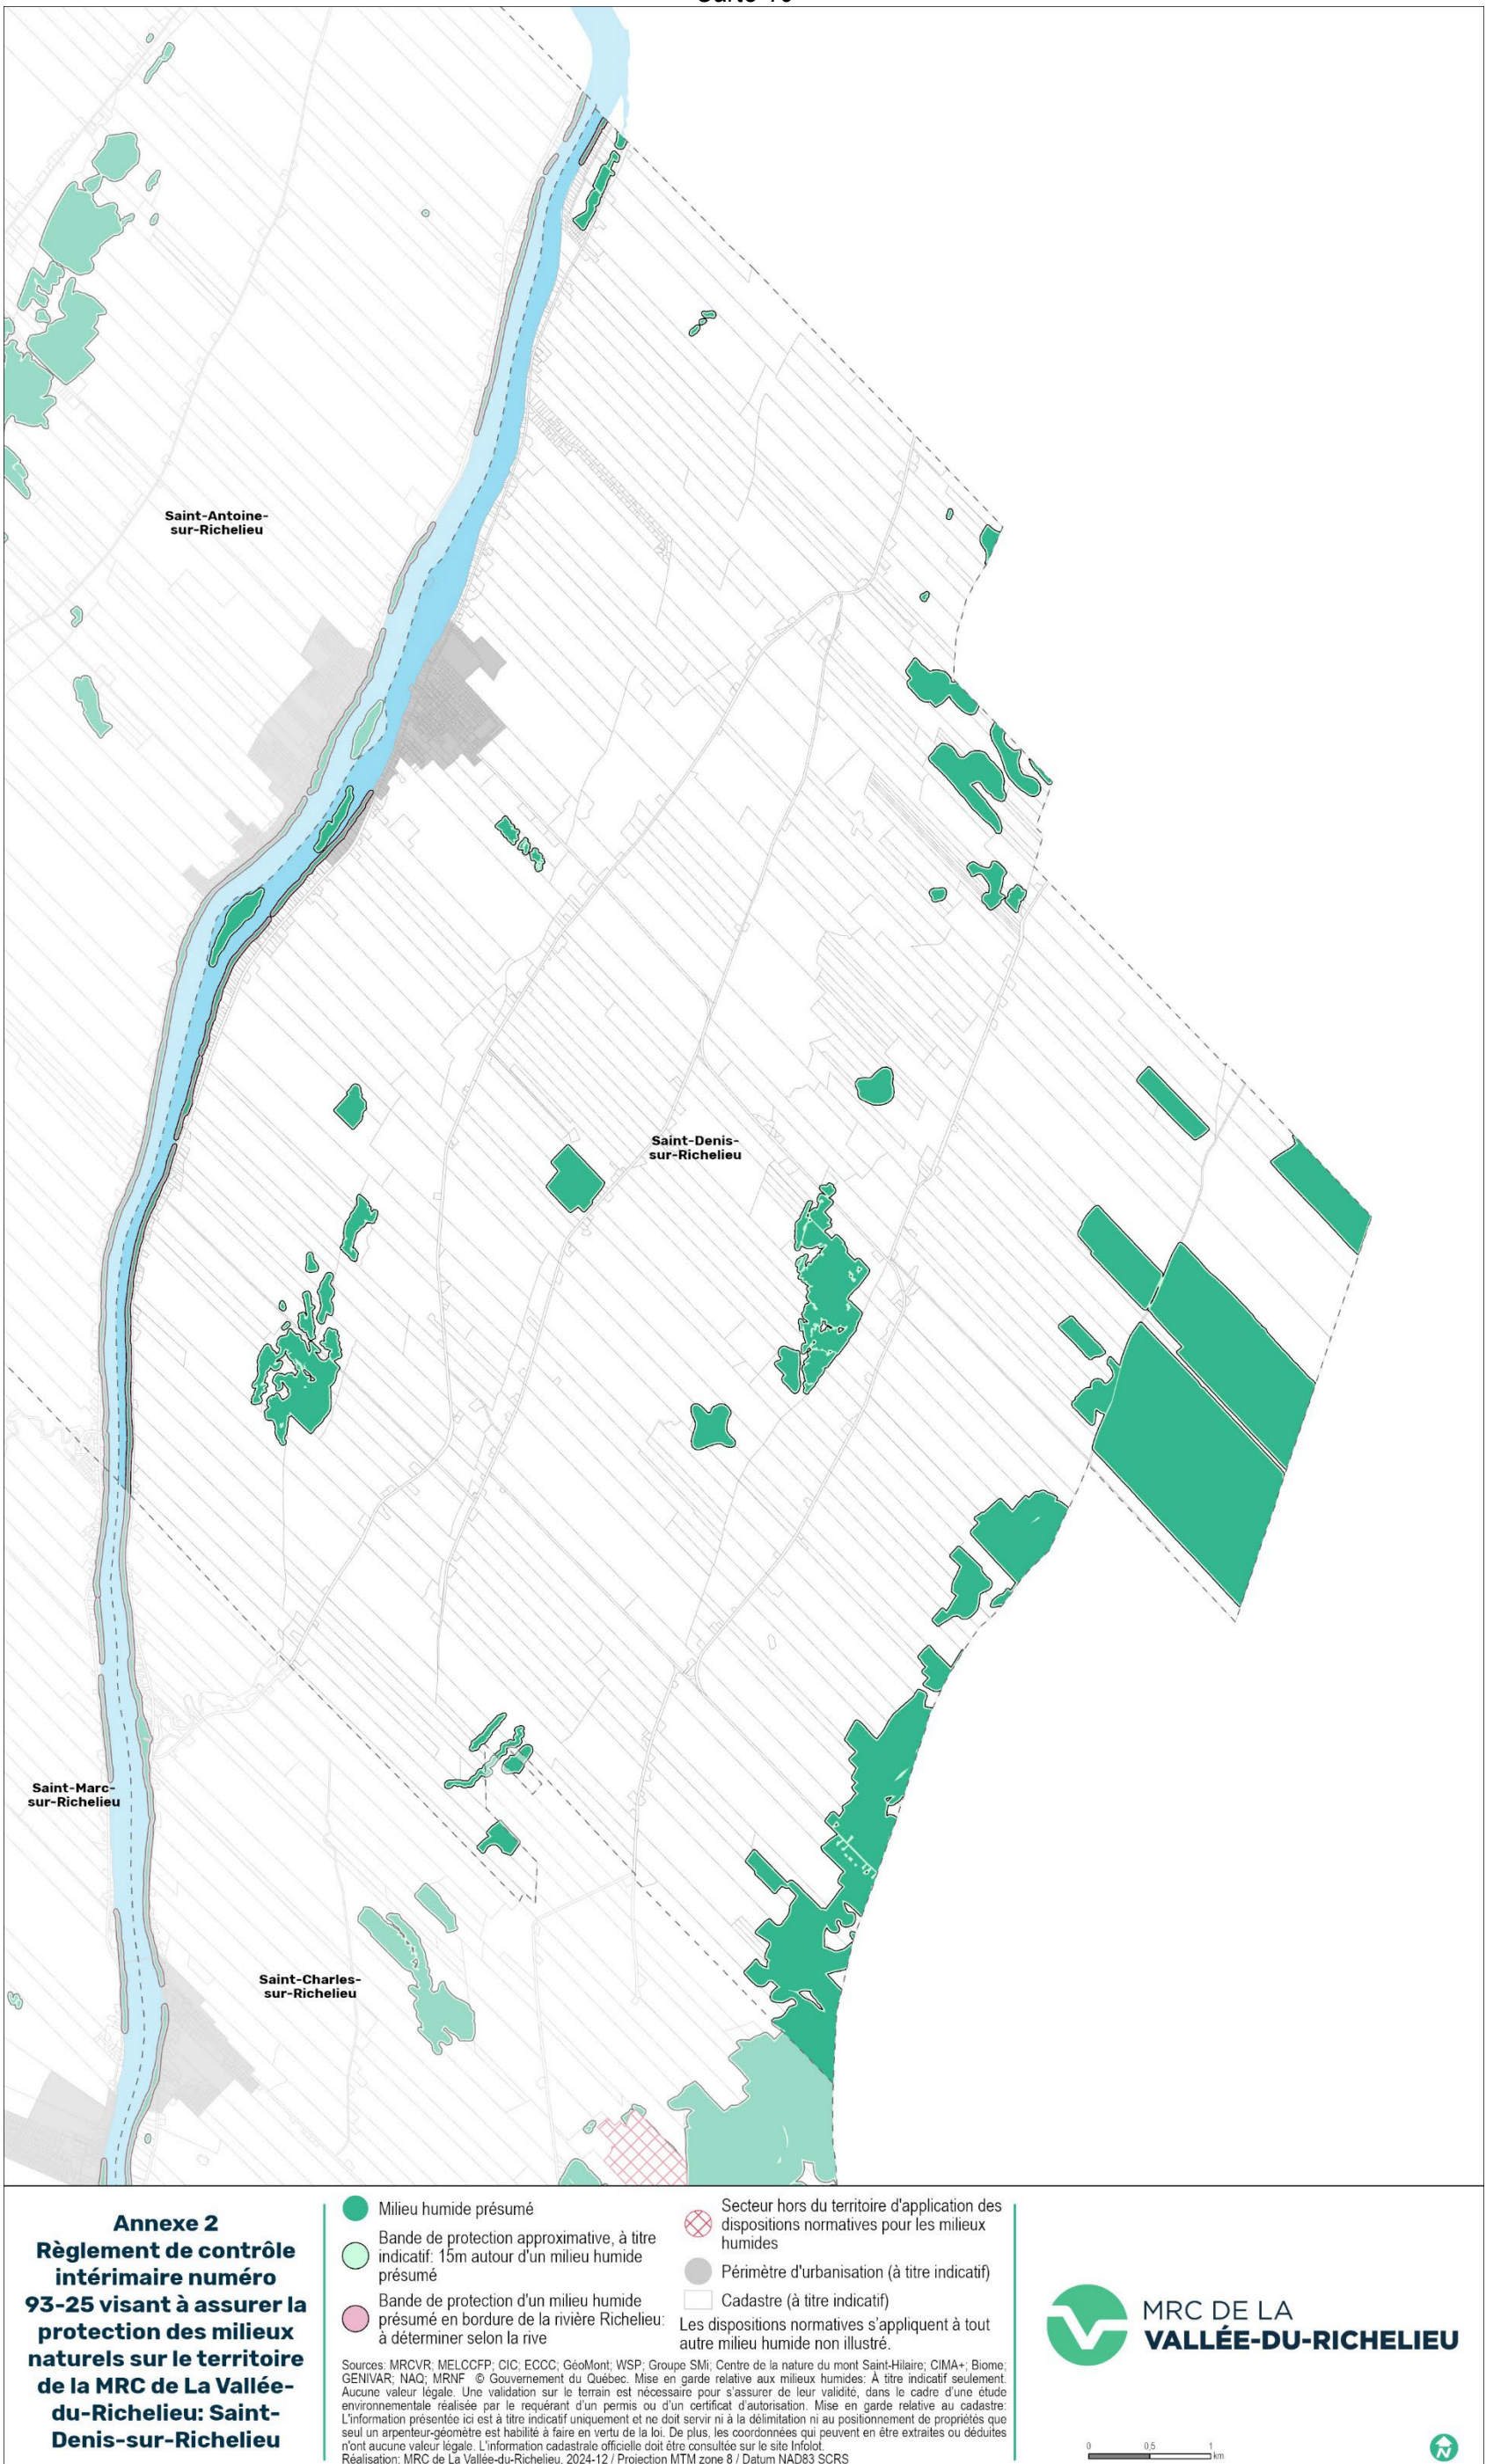 Saint-Antoine-
sur-Richelieu
Saint-Denis-
sur-Richelieu
Saint-Marc-
sur-Richelieu
Saint-Charles-
sur-Richelieu
Annexe 2
Règlement de contrôle
intérimaire numéro
93-25 visant à assurer la
protection des milieux
naturels sur le territoire
de la MRC de La Vallée-
du-Richelieu: Saint-
Denis-sur-Richelieu
Milieu humide présumé
Bande de protection approximative, à titre
indicatif: 15m autour d'un milieu humide
présumé
Bande de protection d'un milieu humide
présumé en bordure de la rivière Richelieu:
à déterminer selon la rive
Secteur hors du territoire d'application des
dispositions normatives pour les milieux
humides
Périmètre d'urbanisation (à titre indicatif)
Cadastre (à titre indicatif)
Les dispositions normatives s'appliquent à tout
autre milieu humide non illustré.
Sources: MRCVR; MELCCFP; CIC; ECCC; GéoMont; WSP; Groupe SMi; Centre de la nature du mont Saint-Hilaire; CIMA+; Biome;
GENIVAR; NAQ; MRNF © Gouvernement du Québec. Mise en garde relative aux milieux humides: À titre indicatif seulement.
Aucune valeur légale. Une validation sur le terrain est nécessaire pour s'assurer de leur validité, dans le cadre d'une étude
environnementale réalisée par le requérant d'un permis ou d'un certificat d'autorisation. Mise en garde relative au cadastre:
L'information présentée ici est à titre indicatif uniquement et ne doit servir ni à la délimitation ni au positionnement de propriétés que
seul un arpenteur-géomètre est habilité à faire en vertu de la loi. De plus, les coordonnées qui peuvent en être extraites ou déduites
n'ont aucune valeur légale. L'information cadastrale officielle doit être consultée sur le site Infolot.
Réalisation: MRC de La Vallée-du-Richelieu, 2024-12 / Projection MTM zone 8 / Datum NAD83 SCRS
MRC DE LA
VALLÉE-DU-RICHELIEU
0 0,5 1
km
N